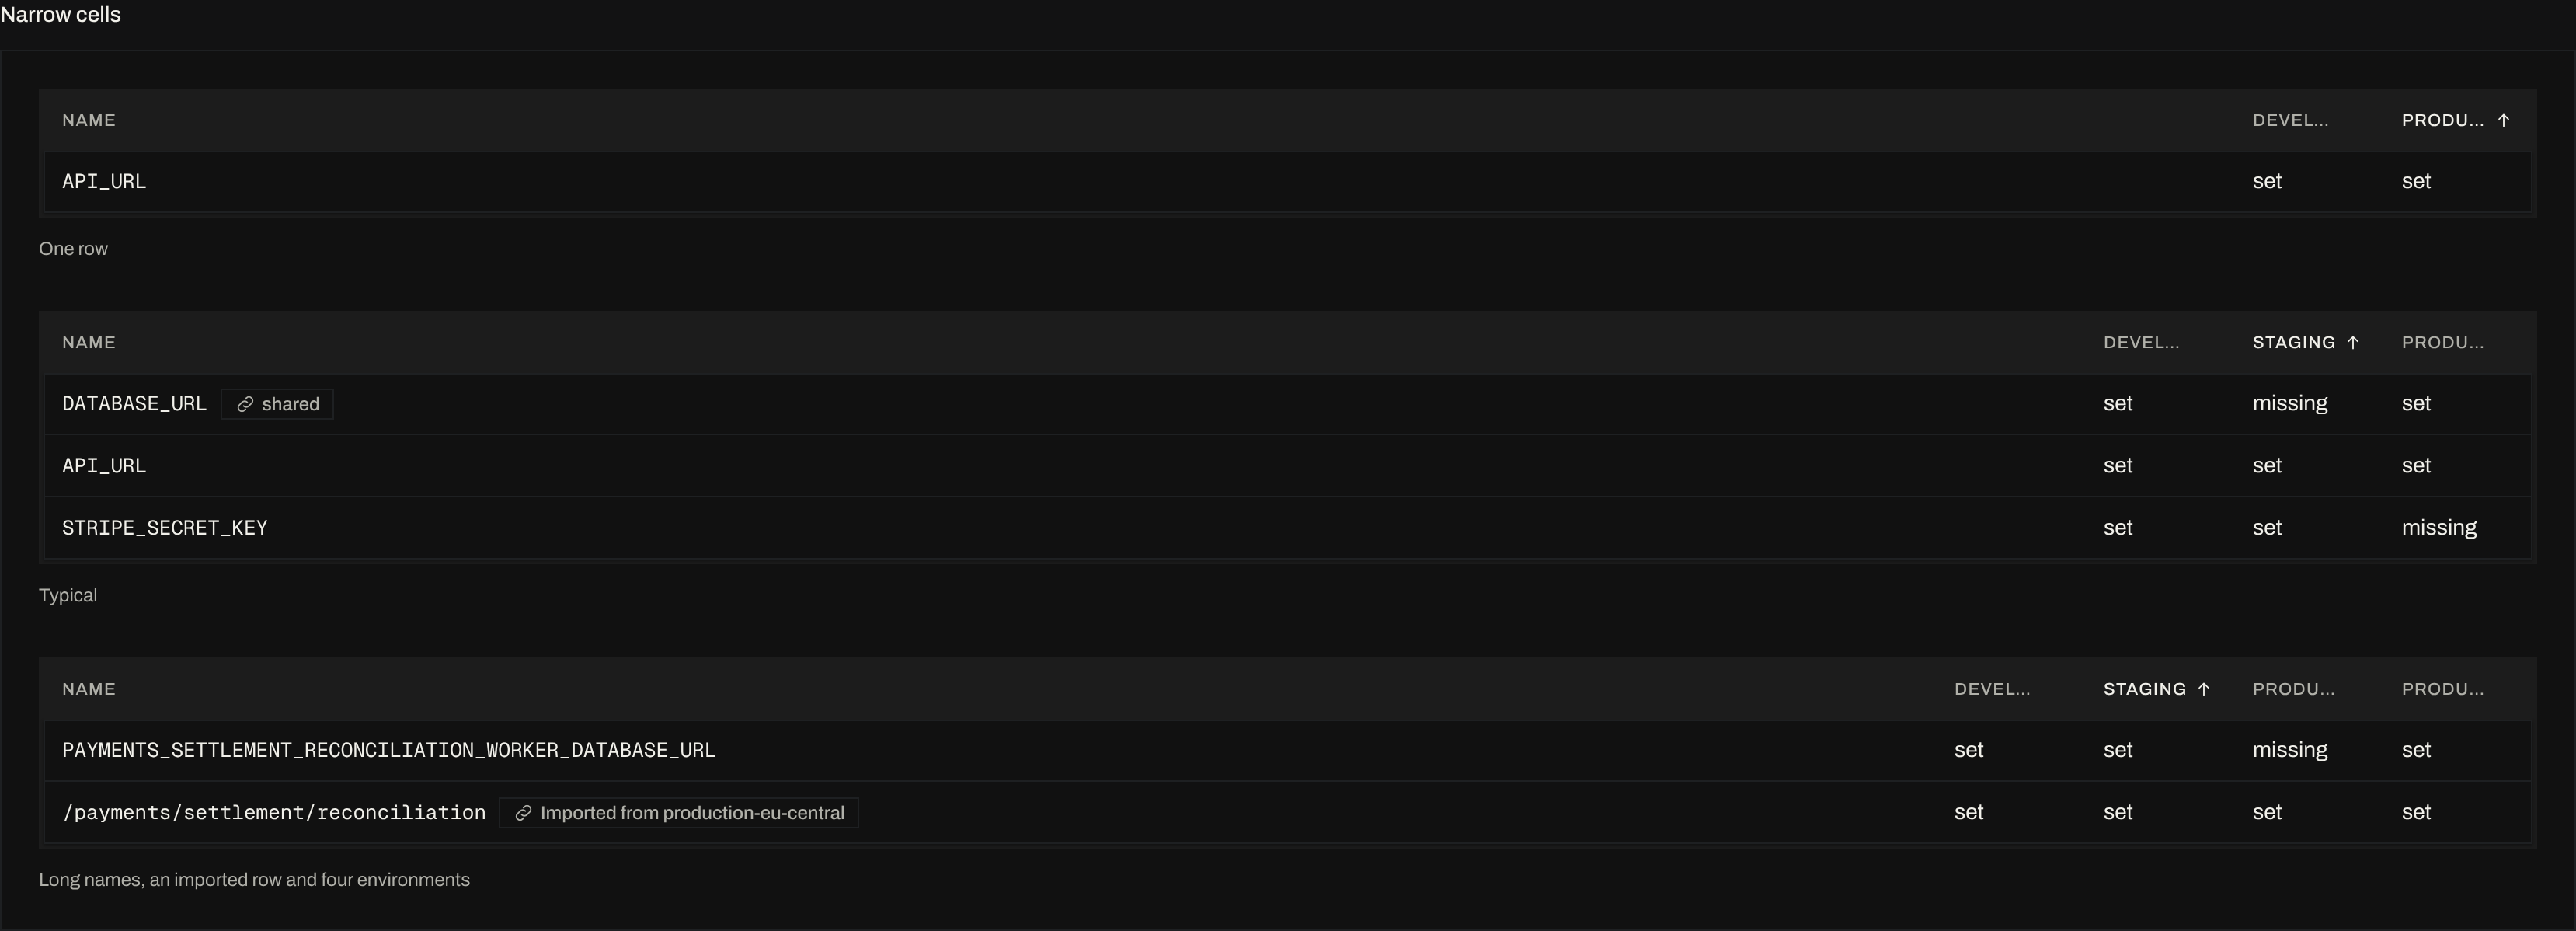 Narrow cells
NAME DEVEL... PRODU... ↑
API_URL set set
One row
NAME DEVEL... STAGING ↑ PRODU...
DATABASE_URL shared set missing set
API_URL set set set
STRIPE_SECRET_KEY set set missing
Typical
NAME DEVEL... STAGING ↑ PRODU... PRODU...
PAYMENTS_SETTLEMENT_RECONCILIATION_WORKER_DATABASE_URL set set missing set
/payments/settlement/reconciliation Imported from production-eu-central set set set set
Long names, an imported row and four environments